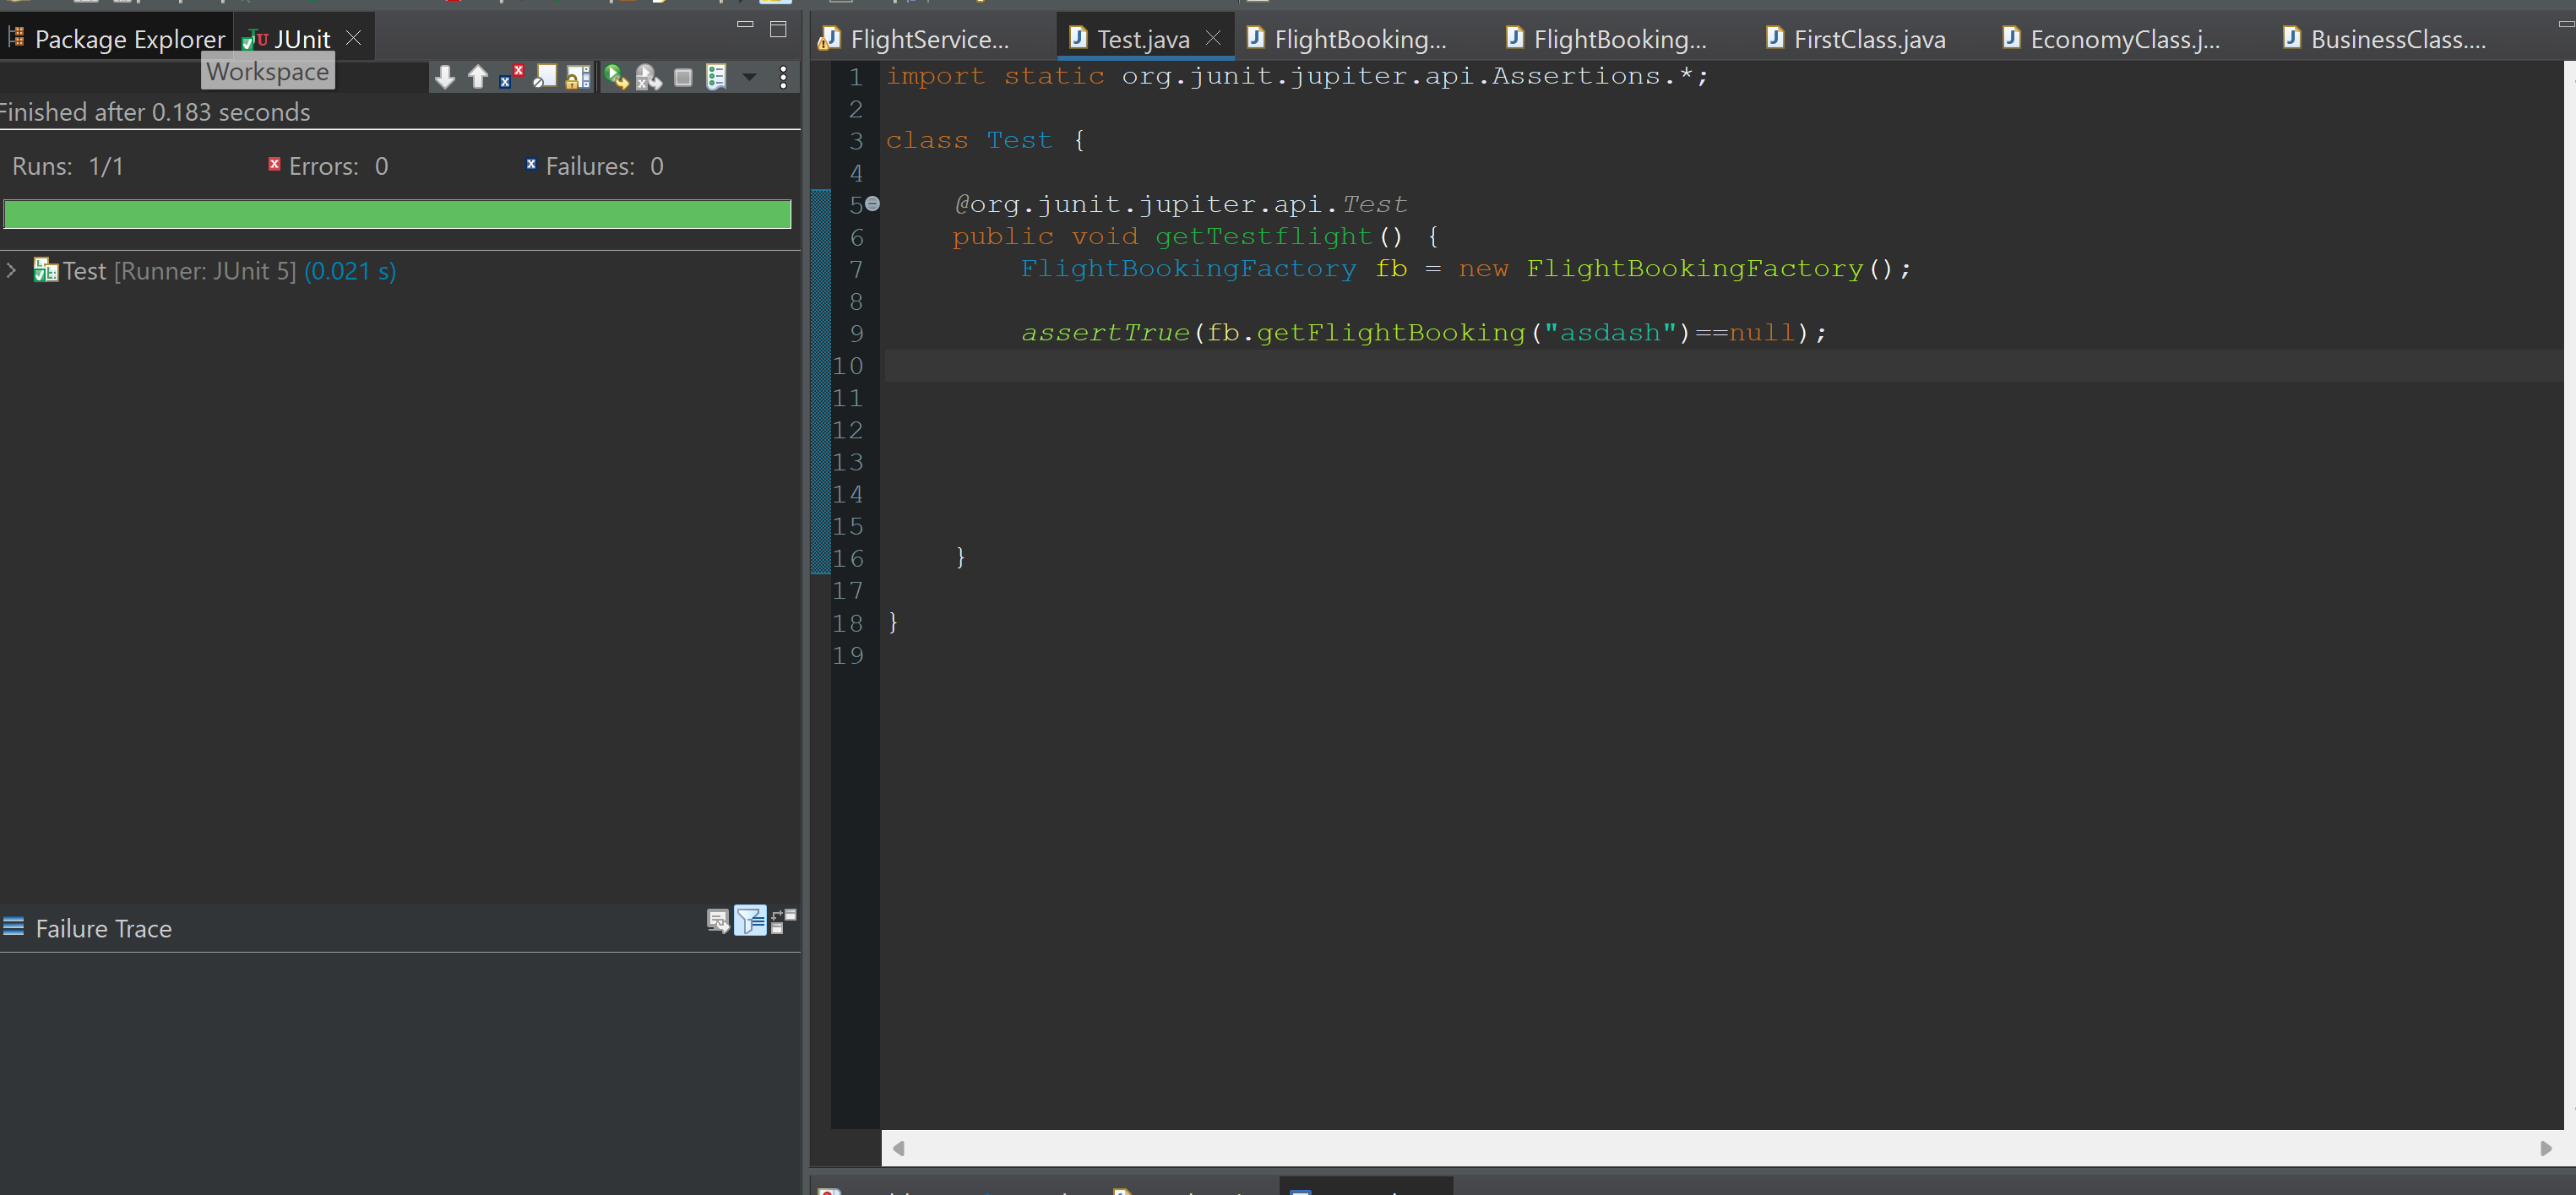 Package Explorer
JUnit
Workspace
Finished after 0.183 seconds
Runs: 1/1
Errors: 0
Failures: 0
Test [Runner: JUnit 5] (0.021 s)
Failure Trace
FlightService...
Test.java
FlightBooking...
FlightBooking...
FirstClass.java
EconomyClass.j...
BusinessClass....
1 import static org.junit.jupiter.api.Assertions.*;
2
3 class Test {
4
5 @org.junit.jupiter.api.Test
6 public void getTestflight() {
7 FlightBookingFactory fb = new FlightBookingFactory();
8
9 assertTrue(fb.getFlightBooking("asdash")==null);
10
11
12
13
14
15
16 }
17
18 }
19